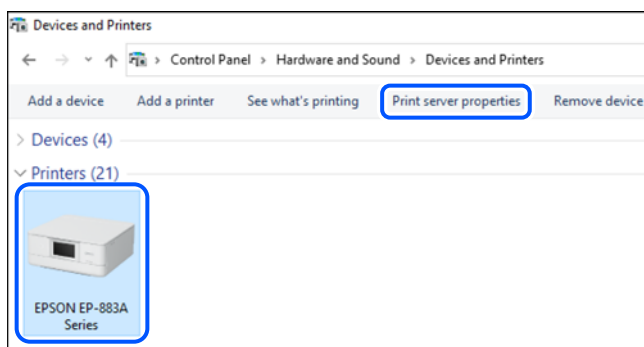 Devices and Printers
Control Panel > Hardware and Sound > Devices and Printers
Add a device Add a printer See what's printing Print server properties Remove device
Devices (4)
Printers (21)
EPSON EP-883A
Series